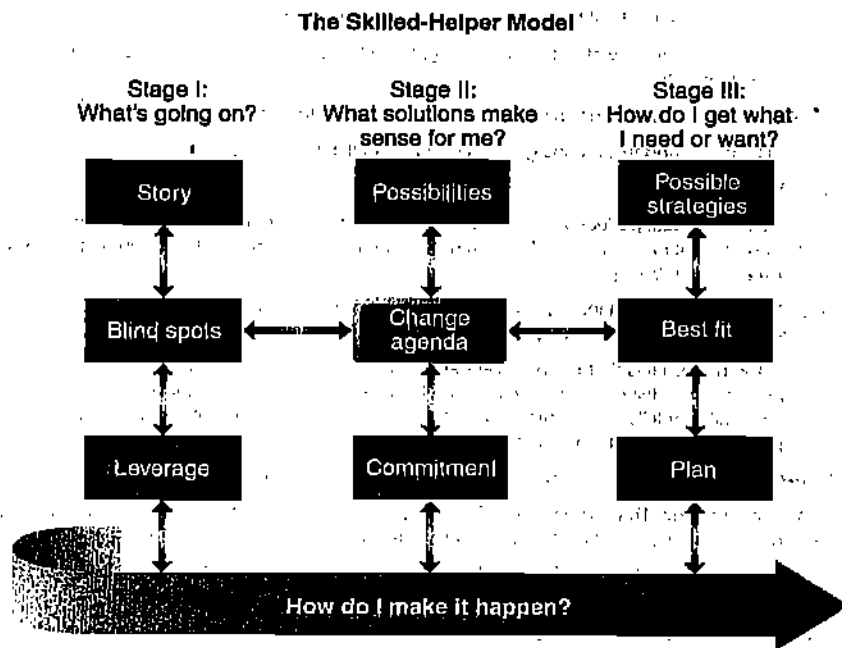 The Skilled-Helper Model
Stage I:
What's going on?
Stage II:
What solutions make
sense for me?
Stage III:
How do I get what
I need or want?
Story
Possibilities
Possible
strategies
Blind spots
Change
agenda
Best fit
Leverage
Commitment
Plan
How do I make it happen?